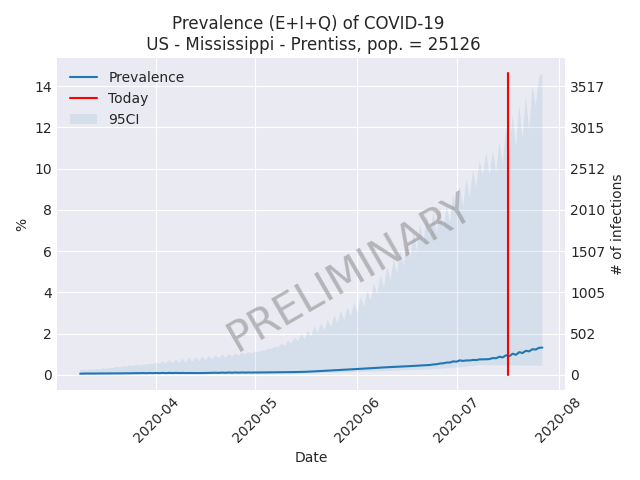 Prevalence (E+I+Q) of COVID-19
US - Mississippi - Prentiss, pop. = 25126
Prevalence
Today
95CI
14
12
10
8
6
4
2
0
%
3517
3015
2512
2010
1507
1005
502
0
# of infections
PRELIMINARY
2020-04
2020-05
2020-06
2020-07
2020-08
Date